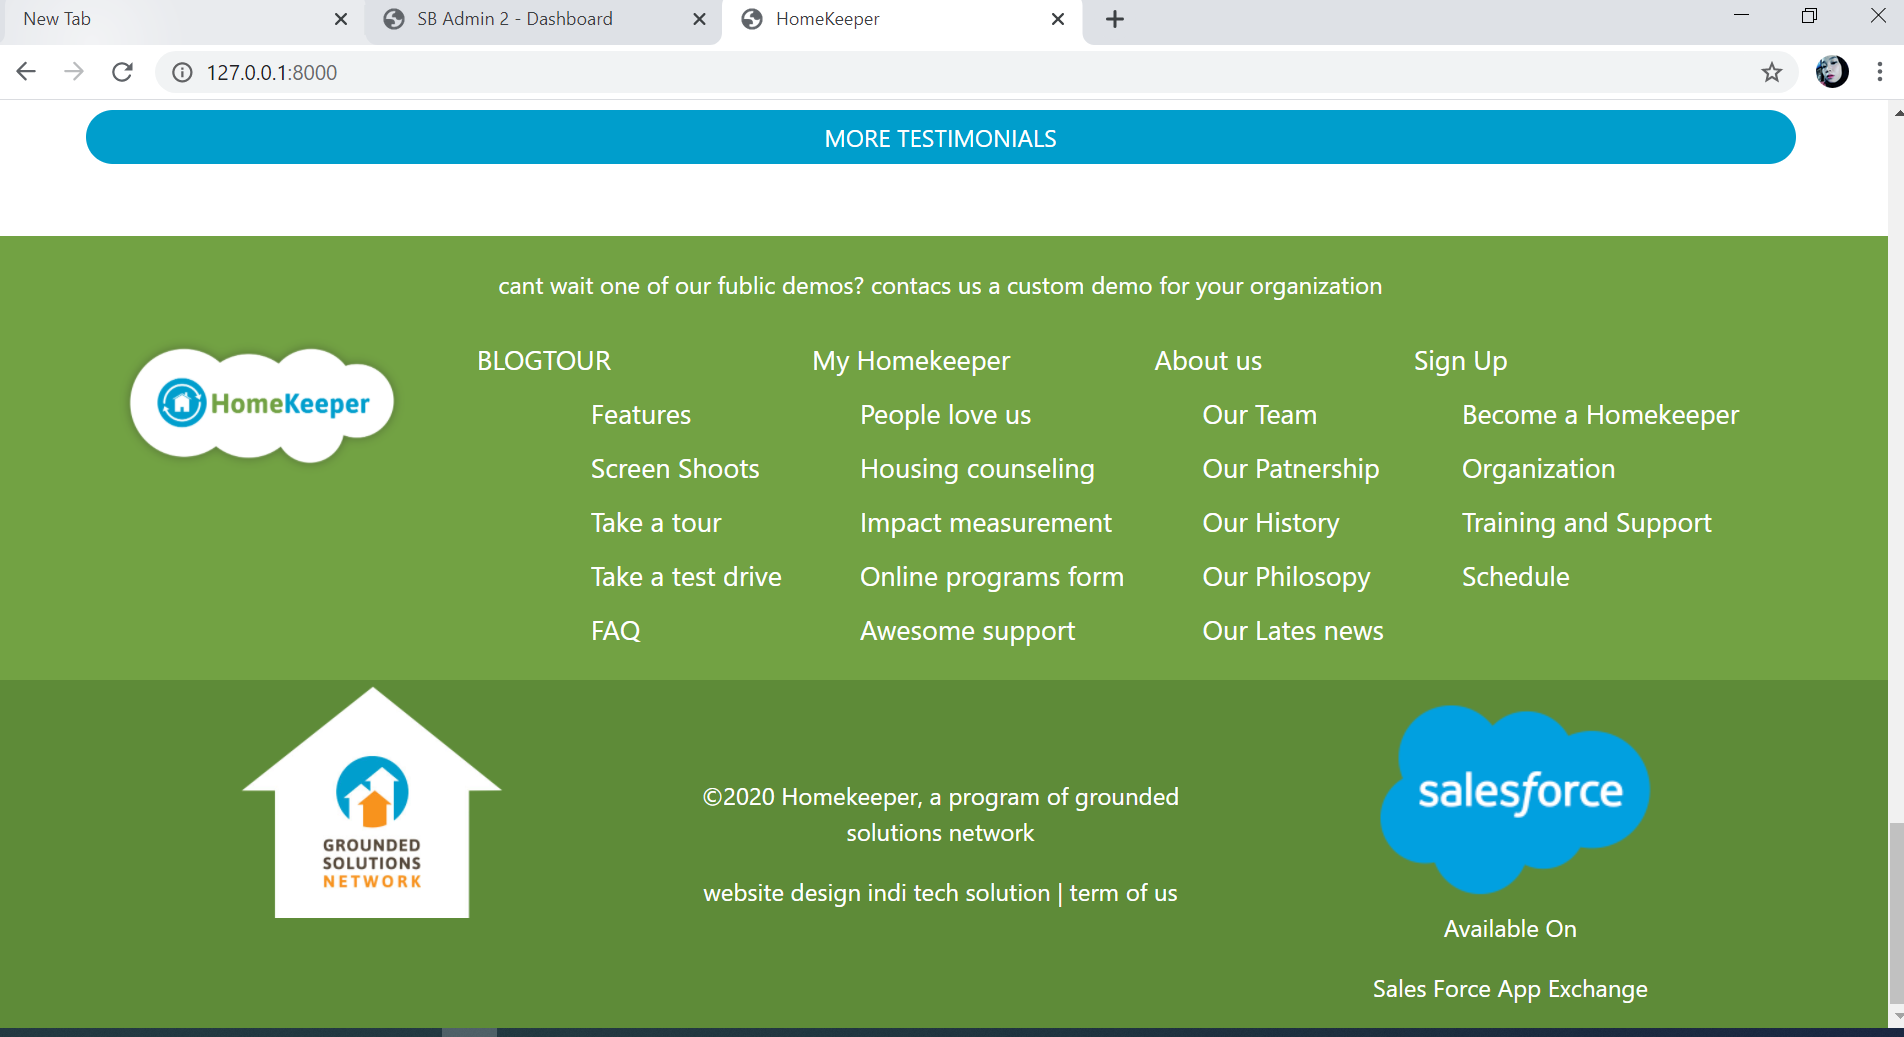 New Tab
SB Admin 2 - Dashboard
HomeKeeper
127.0.0.1:8000
MORE TESTIMONIALS
cant wait one of our fublic demos? contacs us a custom demo for your organization
HomeKeeper
BLOGTOUR
Features
Screen Shoots
Take a tour
Take a test drive
FAQ
My Homekeeper
People love us
Housing counseling
Impact measurement
Online programs form
Awesome support
About us
Our Team
Our Patnership
Our History
Our Philosopy
Our Lates news
Sign Up
Become a Homekeeper
Organization
Training and Support
Schedule
GROUNDED
SOLUTIONS
NETWORK
©2020 Homekeeper, a program of grounded
solutions network
website design indi tech solution | term of us
salesforce
Available On
Sales Force App Exchange